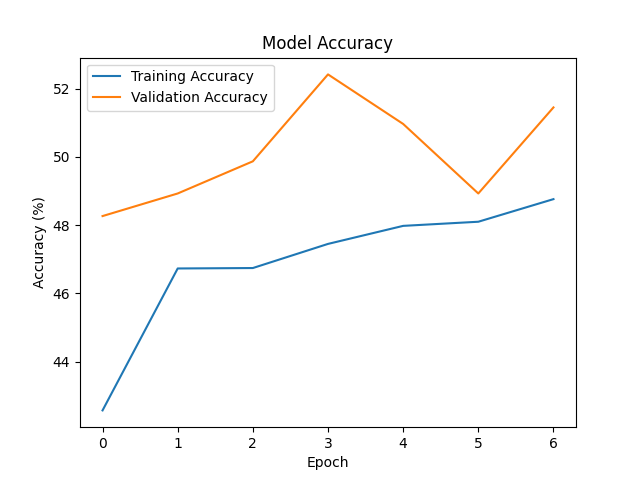 Model Accuracy
Training Accuracy
Validation Accuracy
52
50
48
46
44
Accuracy (%)
0 1 2 3 4 5 6
Epoch